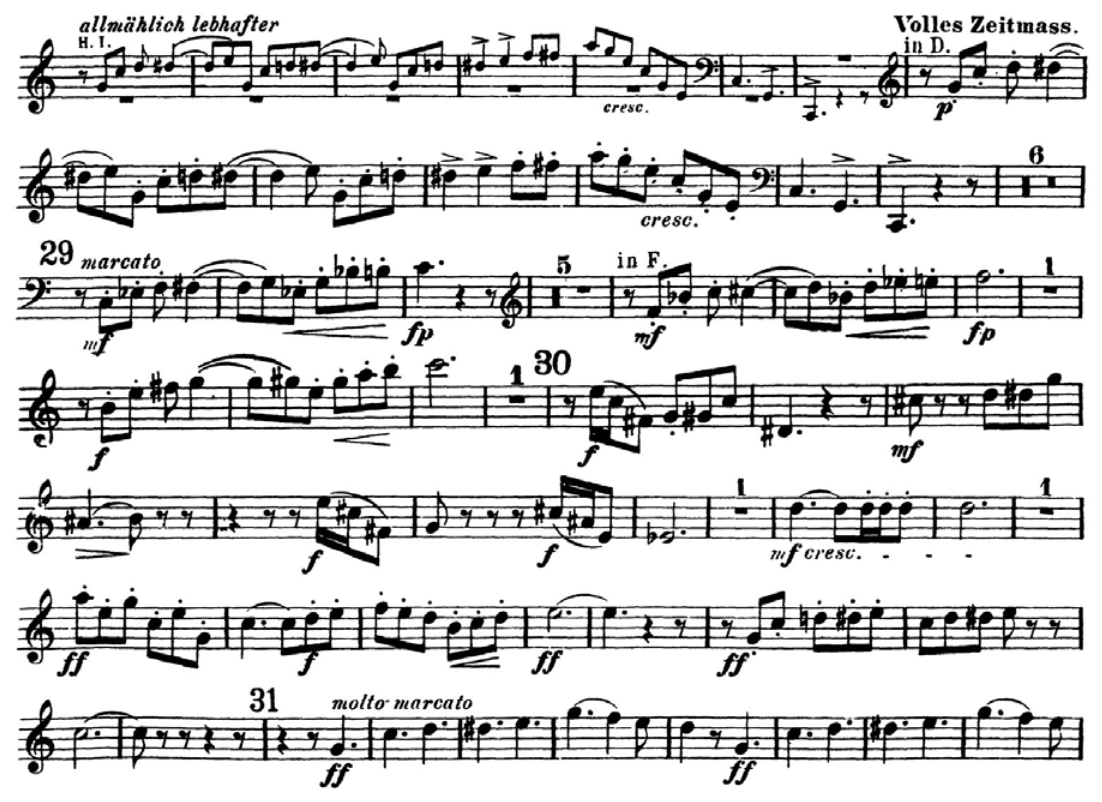 allmählich lebhafter Volles Zeitmass.
H. I. in D.
cresc. p
6
cresc.
29 marcato 5 in F. 1
mf fp mf fp
1 30
f f mf
1 1
f f mf cresc. - - -
ff f ff ff
31 molto marcato
ff ff